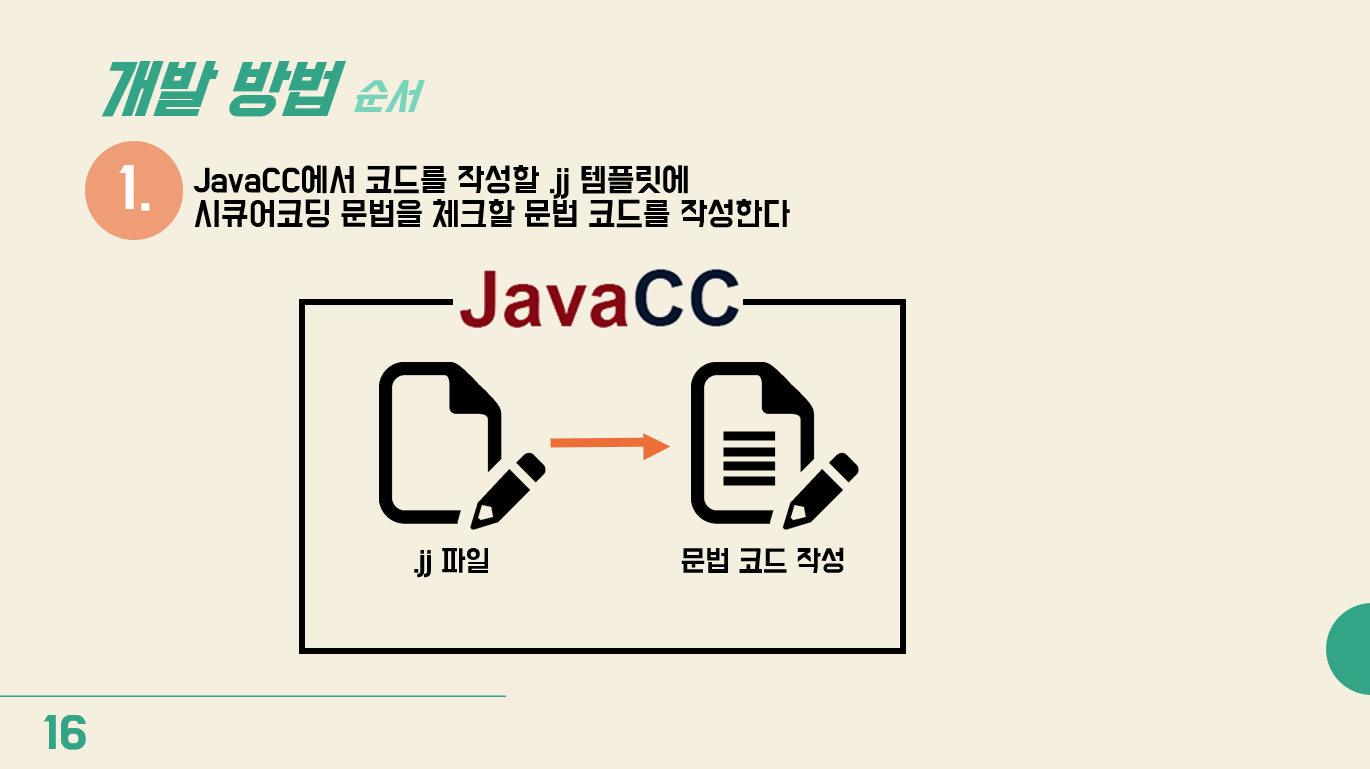 개발 방법 순서
1.
JavaCC에서 코드를 작성할 .jj 템플릿에
시큐어코딩 문법을 체크할 문법 코드를 작성한다
JavaCC
.jj 파일
문법 코드 작성
16